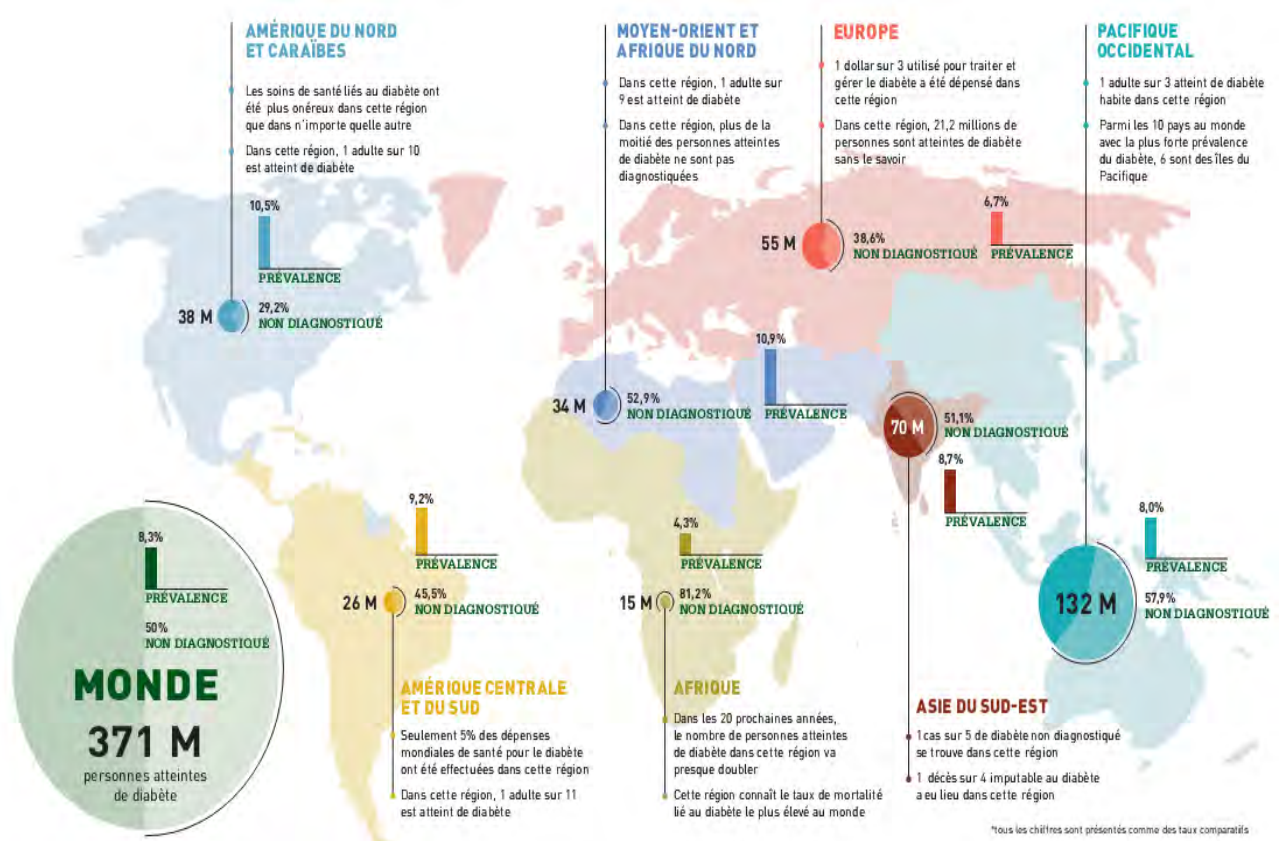 AMÉRIQUE DU NORD
ET CARAÏBES
Les soins de santé liés au diabète ont
été plus onéreux dans cette région
que dans n'importe quelle autre
Dans cette région, 1 adulte sur 10
est atteint de diabète
10,5%
PRÉVALENCE
38 M
29,2%
NON DIAGNOSTIQUÉ
MOYEN-ORIENT ET
AFRIQUE DU NORD
Dans cette région, 1 adulte sur
9 est atteint de diabète
Dans cette région, plus de la
moitié des personnes atteintes
de diabète ne sont pas
diagnostiquées
10,9%
PRÉVALENCE
34 M
52,9%
NON DIAGNOSTIQUÉ
EUROPE
1 dollar sur 3 utilisé pour traiter et
gérer le diabète a été dépensé dans
cette région
Dans cette région, 21,2 millions de
personnes sont atteintes de diabète
sans le savoir
55 M
38,6%
NON DIAGNOSTIQUÉ
6,7%
PRÉVALENCE
PACIFIQUE
OCCIDENTAL
1 adulte sur 3 atteint de diabète
habite dans cette région
Parmi les 10 pays au monde
avec la plus forte prévalence
du diabète, 6 sont des îles du
Pacifique
8,0%
PRÉVALENCE
132 M
57,9%
NON DIAGNOSTIQUÉ
70 M
51,1%
NON DIAGNOSTIQUÉ
8,7%
PRÉVALENCE
ASIE DU SUD-EST
1 cas sur 5 de diabète non diagnostiqué
se trouve dans cette région
1 décès sur 4 imputable au diabète
a eu lieu dans cette région
9,2%
PRÉVALENCE
26 M
45,5%
NON DIAGNOSTIQUÉ
AMÉRIQUE CENTRALE
ET DU SUD
Seulement 5% des dépenses
mondiales de santé pour le diabète
ont été effectuées dans cette région
Dans cette région, 1 adulte sur 11
est atteint de diabète
4,3%
PRÉVALENCE
15 M
81,2%
NON DIAGNOSTIQUÉ
AFRIQUE
Dans les 20 prochaines années,
le nombre de personnes atteintes
de diabète dans cette région va
presque doubler
Cette région connaît le taux de mortalité
lié au diabète le plus élevé au monde
8,3%
PRÉVALENCE
50%
NON DIAGNOSTIQUÉ
MONDE
371 M
personnes atteintes
de diabète
*tous les chiffres sont présentés comme des taux comparatifs